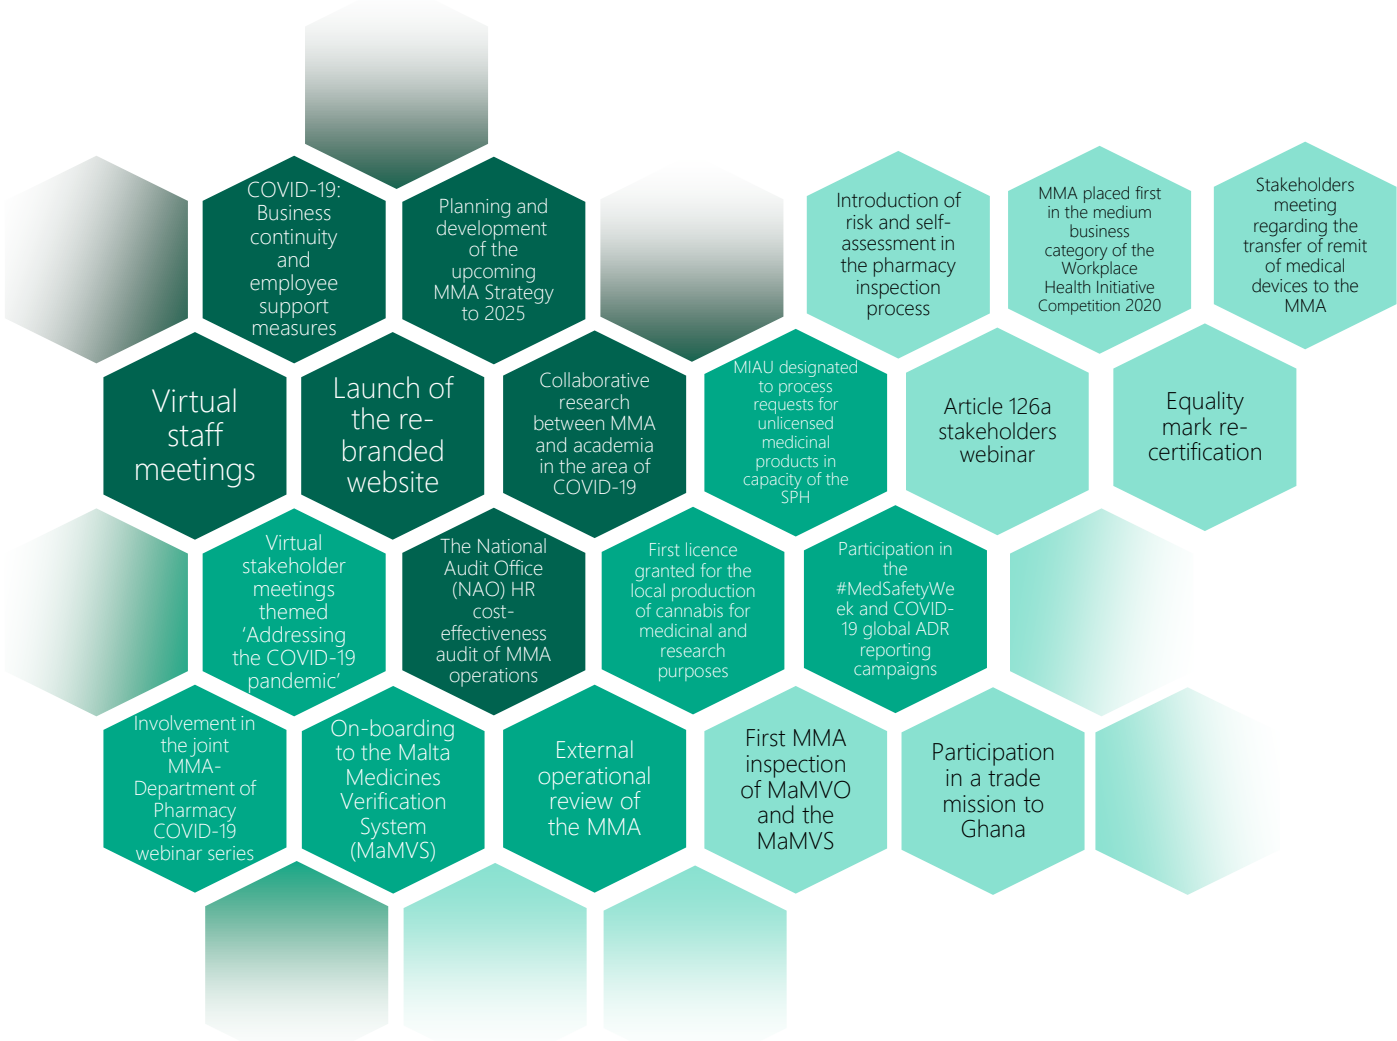 COVID-19:
Business
continuity
and
employee
support
measures
Planning and
development
of the
upcoming
MMA Strategy
to 2025
Introduction of
risk and self-
assessment in
the pharmacy
inspection
process
MMA placed first
in the medium
business
category of the
Workplace
Health Initiative
Competition 2020
Stakeholders
meeting
regarding the
transfer of remit
of medical
devices to the
MMA
Virtual
staff
meetings
Launch of
the re-
branded
website
Collaborative
research
between MMA
and academia
in the area of
COVID-19
MIAU designated
to process
requests for
unlicensed
medicinal
products in
capacity of the
SPH
Article 126a
stakeholders
webinar
Equality
mark re-
certification
Virtual
stakeholder
meetings
themed
'Addressing
the COVID-19
pandemic'
The National
Audit Office
(NAO) HR
cost-
effectiveness
audit of MMA
operations
First licence
granted for the
local production
of cannabis for
medicinal and
research
purposes
Participation in
the
#MedSafetyWe
ek and COVID-
19 global ADR
reporting
campaigns
Involvement in
the joint
MMA-
Department of
Pharmacy
COVID-19
webinar series
On-boarding
to the Malta
Medicines
Verification
System
(MaMVS)
External
operational
review of
the MMA
First MMA
inspection
of MaMVO
and the
MaMVS
Participation
in a trade
mission to
Ghana